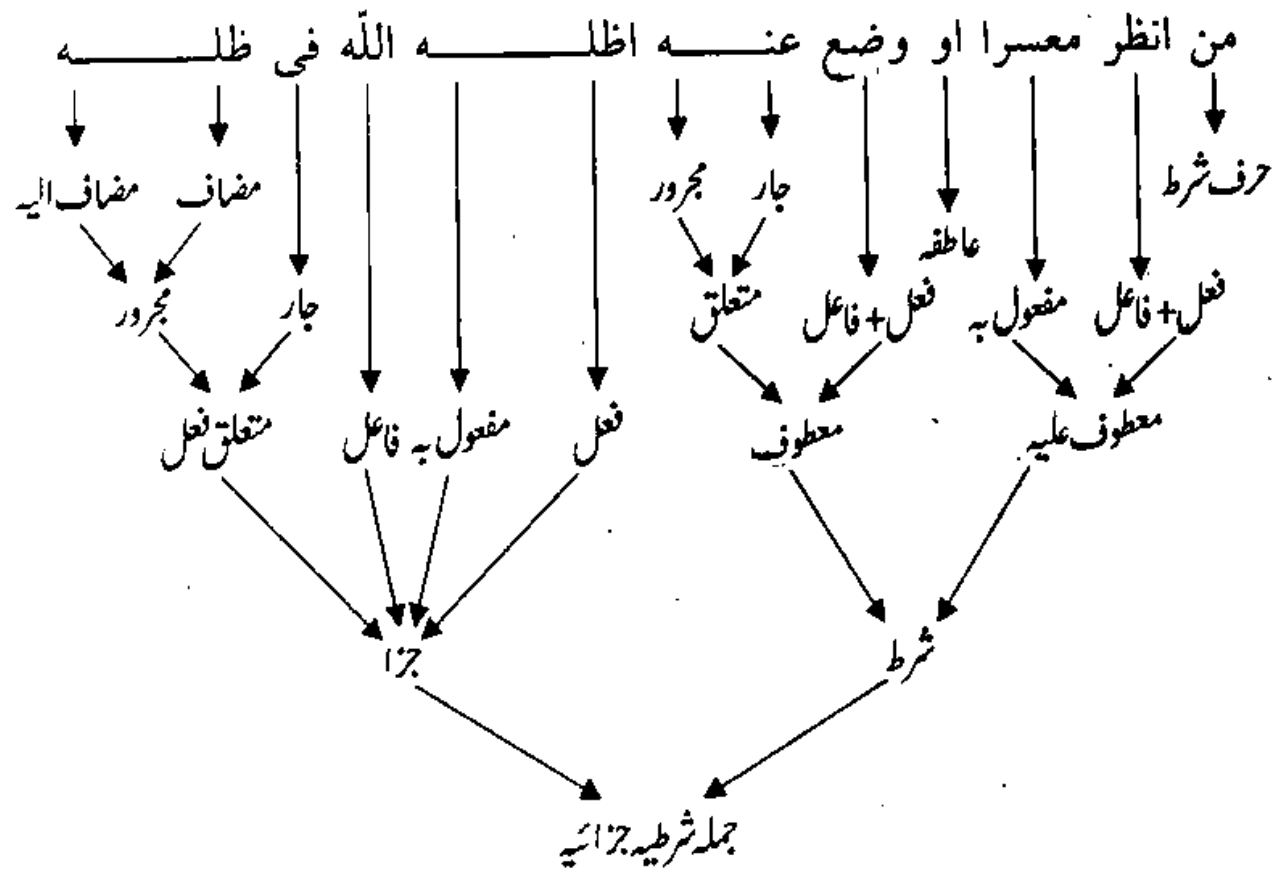 من انظر معسرا او وضع عنه اظله الله فی ظله
حرف شرط
جار مجرور مضاف مضاف الیہ
عاطفہ
فعل + فاعل مفعول بہ فعل + فاعل متعلق جار مجرور
معطوف علیہ معطوف فعل مفعول بہ فاعل متعلق فعل
شرط جزا
جملہ شرطیہ جزائیہ